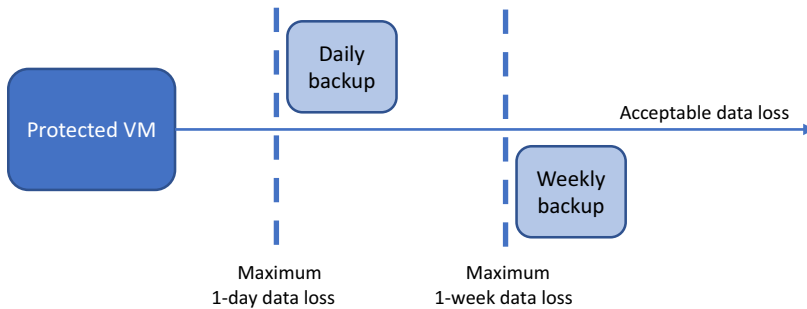 Daily
backup
Protected VM
Acceptable data loss
Weekly
backup
Maximum
1-day data loss
Maximum
1-week data loss